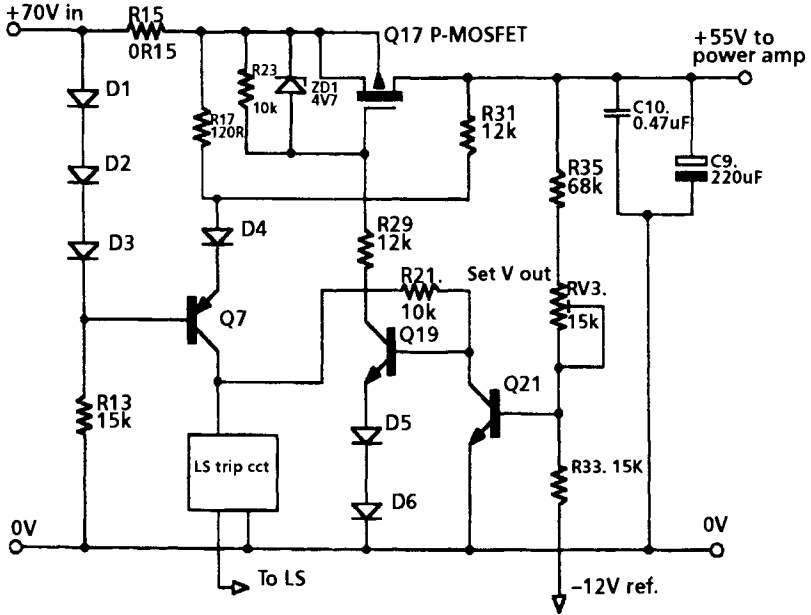 +70V in
R15
0R15
Q17 P-MOSFET
+55V to
power amp
D1
R23
10k
ZD1
4V7
R17
120R
R31
12k
C10.
0.47uF
D2
R35
68k
C9.
220uF
D3
D4
R29
12k
R21.
10k
Set V out
RV3.
15k
Q7
Q19
Q21
R13
15k
D5
LS trip cct
R33. 15K
D6
0V
0V
To LS
–12V ref.